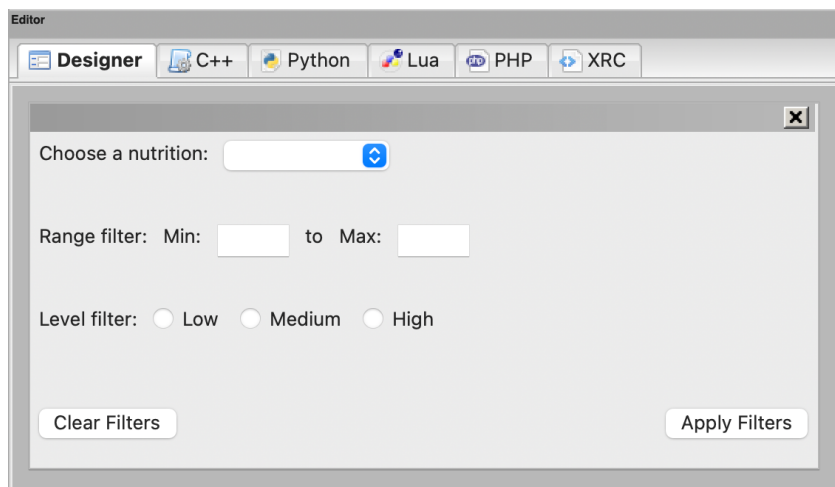 Editor
Designer C++ Python Lua php PHP XRC
Choose a nutrition:
Range filter: Min: to Max:
Level filter: Low Medium High
Clear Filters Apply Filters